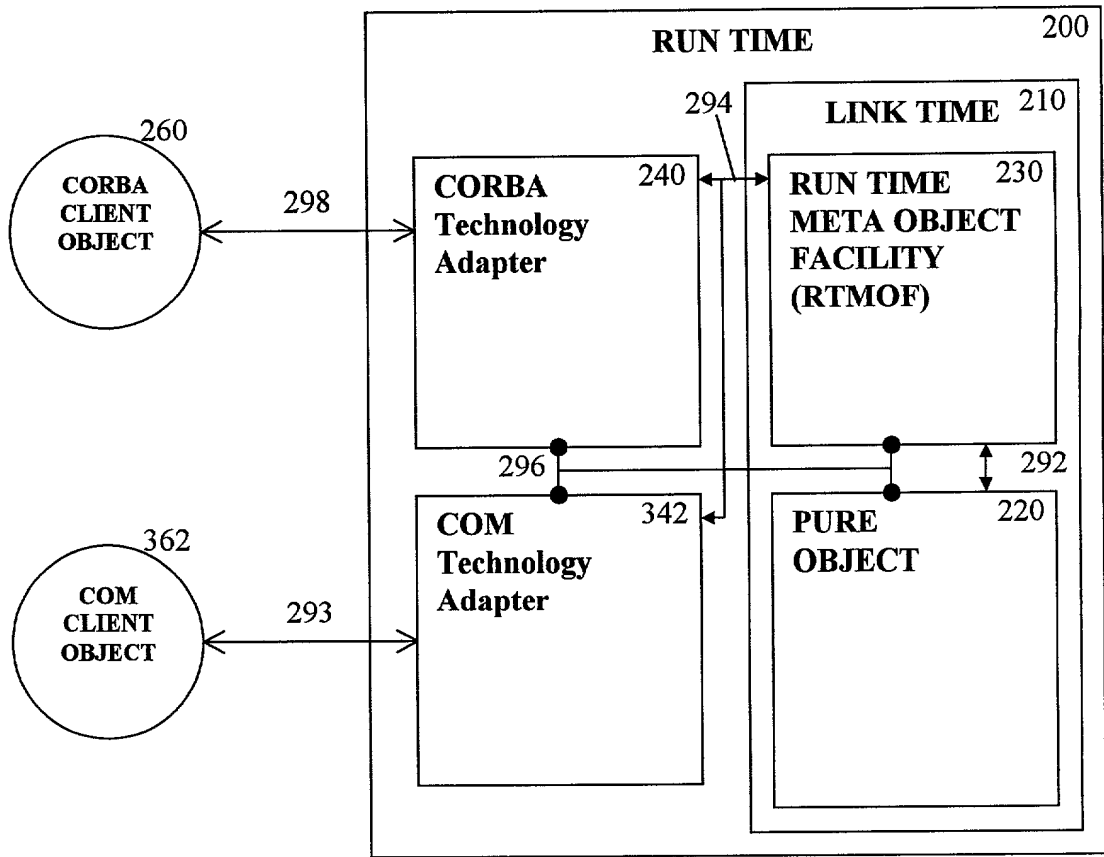 RUN TIME
200
294
LINK TIME
210
260
CORBA
CLIENT
OBJECT
298
CORBA
Technology
Adapter
240
RUN TIME
META OBJECT
FACILITY
(RTMOF)
230
296
292
362
COM
CLIENT
OBJECT
293
COM
Technology
Adapter
342
PURE
OBJECT
220